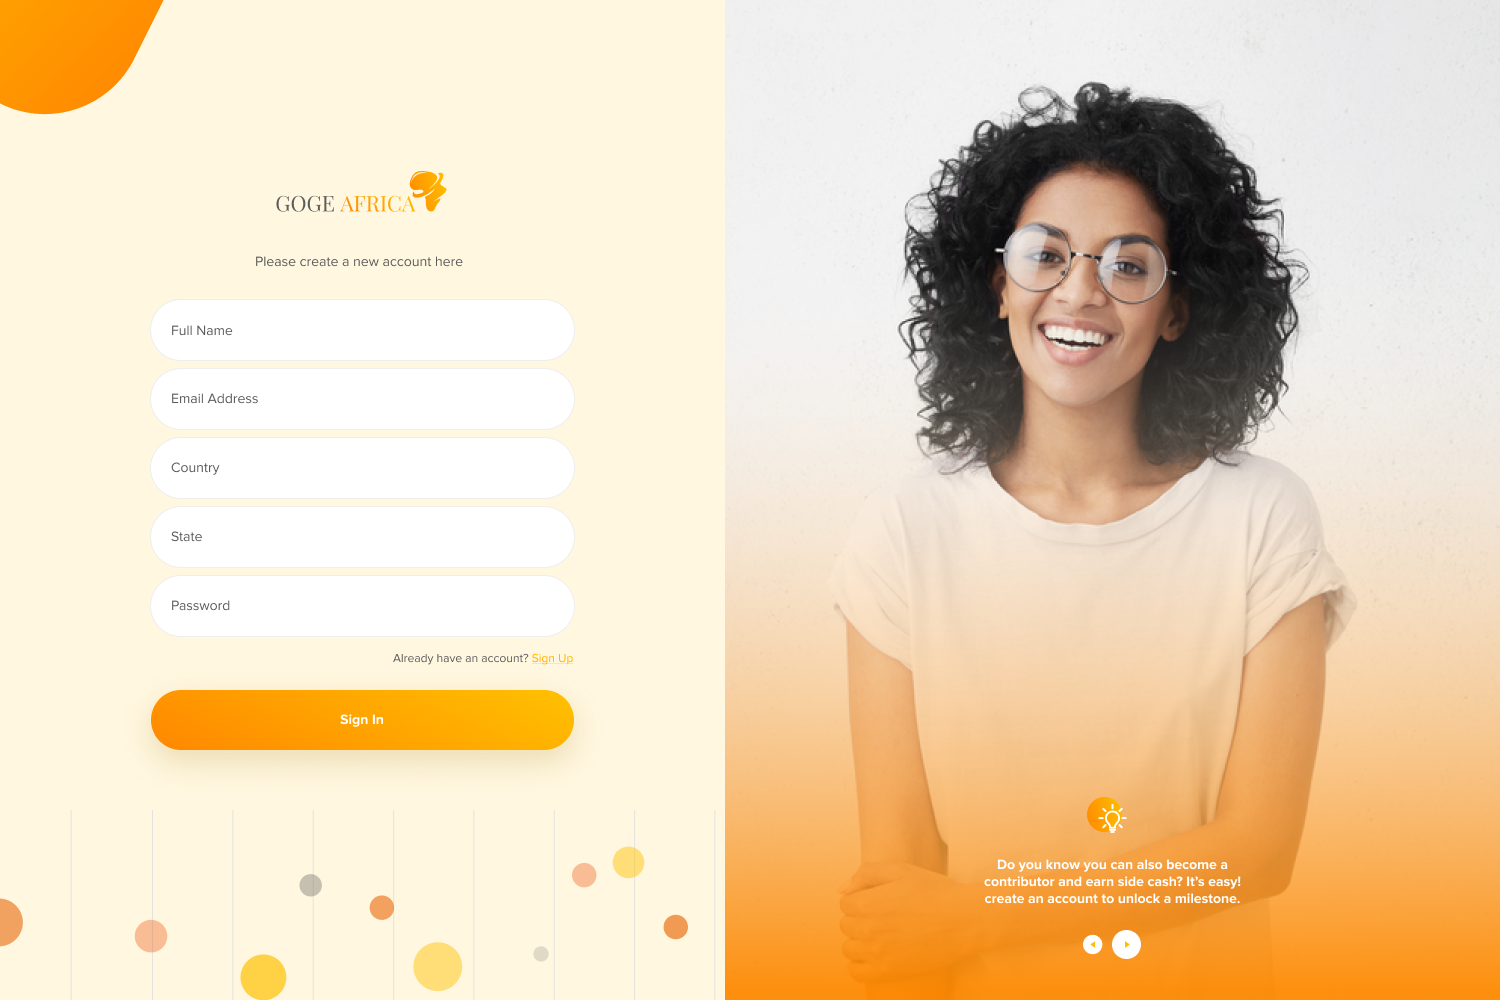 GOGE AFRICA
Please create a new account here
Full Name
Email Address
Country
State
Password
Already have an account? Sign Up
Sign In
Do you know you can also become a
contributor and earn side cash? It's easy!
create an account to unlock a milestone.